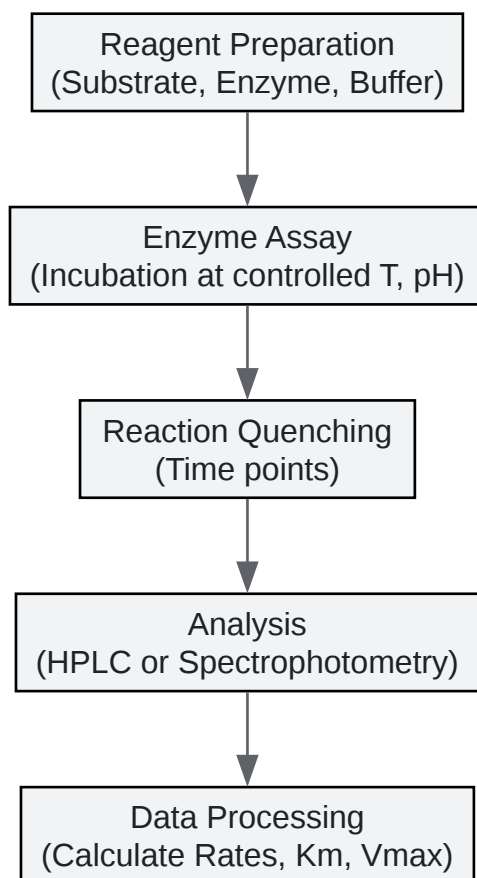 Reagent Preparation
(Substrate, Enzyme, Buffer)
Enzyme Assay
(Incubation at controlled T, pH)
Reaction Quenching
(Time points)
Analysis
(HPLC or Spectrophotometry)
Data Processing
(Calculate Rates, Km, Vmax)